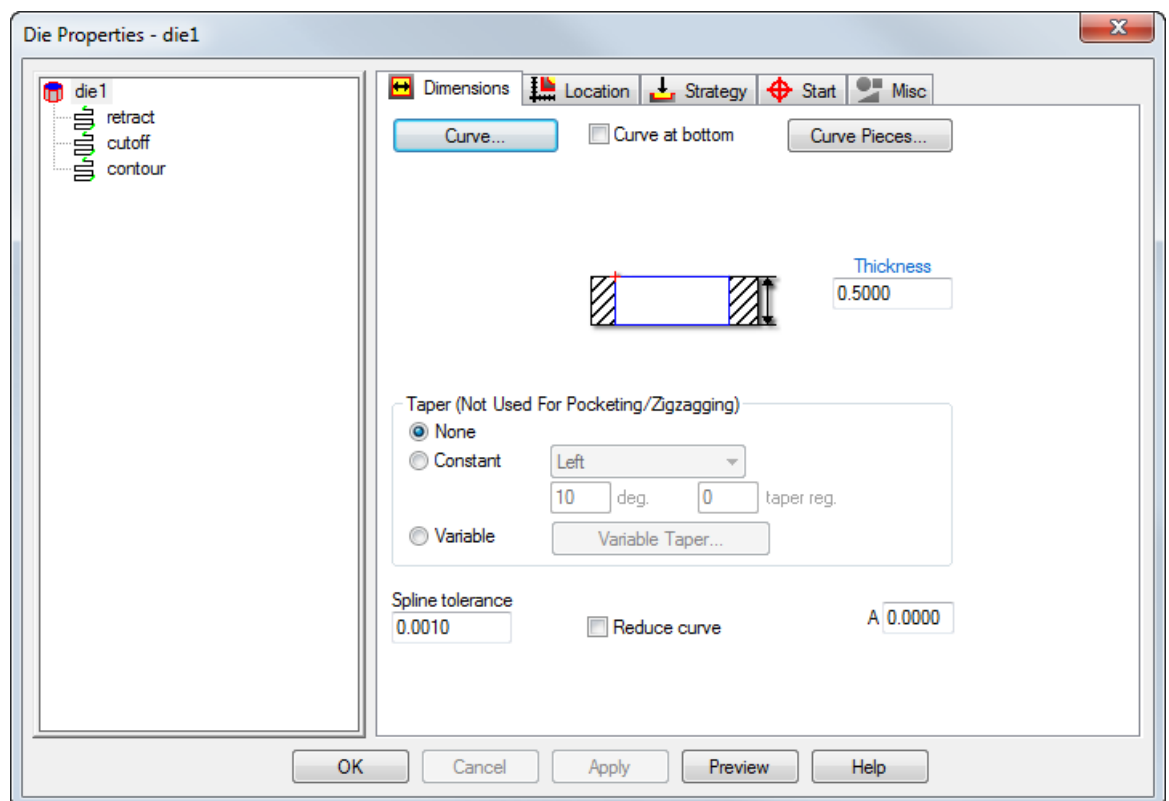 Die Properties - die1
die1
retract
cutoff
contour
Dimensions Location Strategy Start Misc
Curve... Curve at bottom Curve Pieces...
Thickness
0.5000
Taper (Not Used For Pocketing/Zigzagging)
None
Constant Left
10 deg. 0 taper reg.
Variable Variable Taper...
Spline tolerance
0.0010 Reduce curve A 0.0000
OK Cancel Apply Preview Help